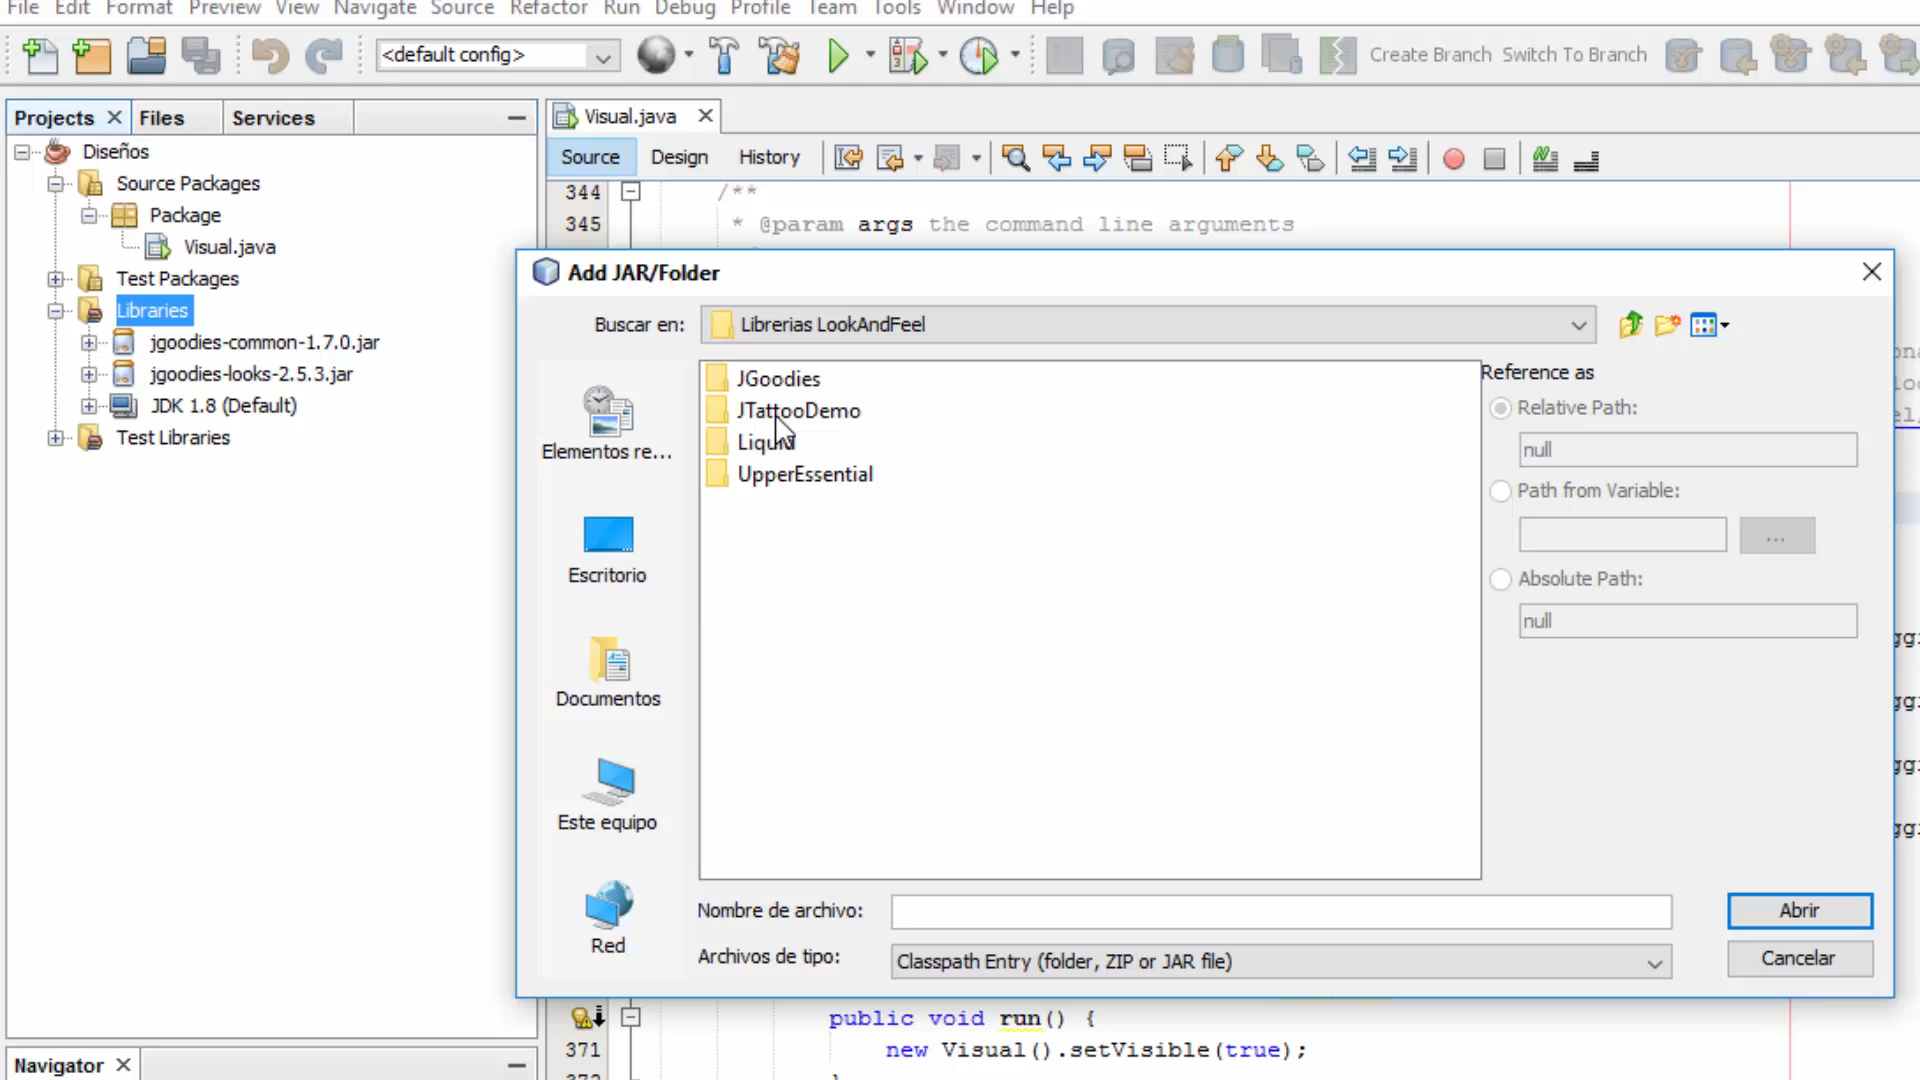 File Edit Format Preview View Navigate Source Refactor Run Debug Profile Team Tools Window Help
<default config>
Create Branch Switch To Branch
Projects Files Services
Visual.java
Source Design History
Diseños
Source Packages
Package
Visual.java
Test Packages
Libraries
jgoodies-common-1.7.0.jar
jgoodies-looks-2.5.3.jar
JDK 1.8 (Default)
Test Libraries
344 /**
345 * @param args the command line arguments
Add JAR/Folder
Buscar en: Librerias LookAndFeel
JGoodies
JTattooDemo
Liquid
UpperEssential
Elementos re...
Escritorio
Documentos
Este equipo
Red
Reference as
Relative Path:
null
Path from Variable:
...
Absolute Path:
null
Nombre de archivo:
Abrir
Archivos de tipo: Classpath Entry (folder, ZIP or JAR file)
Cancelar
public void run() {
371 new Visual().setVisible(true);
Navigator